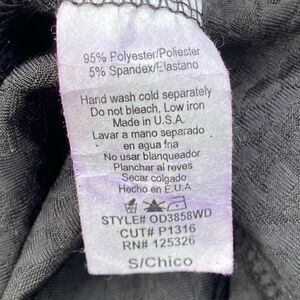 95% Polyester/Poliester
5% Spandex/Elastano
Hand wash cold separately
Do not bleach, Low iron
Made in U.S.A.
Lavar a mano separado
en agua fria
No usar blanqueador
Planchar al reves
Secar colgado
Hecho en E.U.A
STYLE# OD3858WD
CUT# P1316
RN# 125326
S/Chico